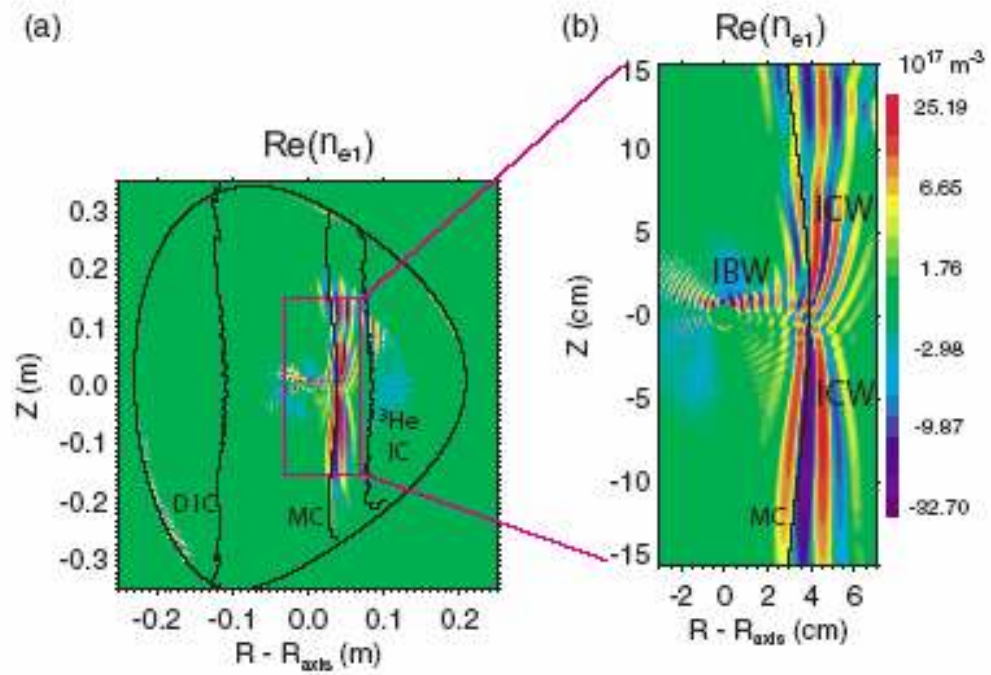 (a)
Re(n_e1)
Z (m)
0.3
0.2
0.1
0.0
-0.1
-0.2
-0.3
³He
IC
DIC
MC
-0.2 -0.1 0.0 0.1 0.2
R - R_axis (m)
(b)
Re(n_e1)
10^17 m^-3
Z (cm)
15
10
5
-0
-5
-10
-15
ICW
IBW
ICW
MC
-2 0 2 4 6
R - R_axis (cm)
25.19
6.65
1.76
-2.98
-9.87
-32.70